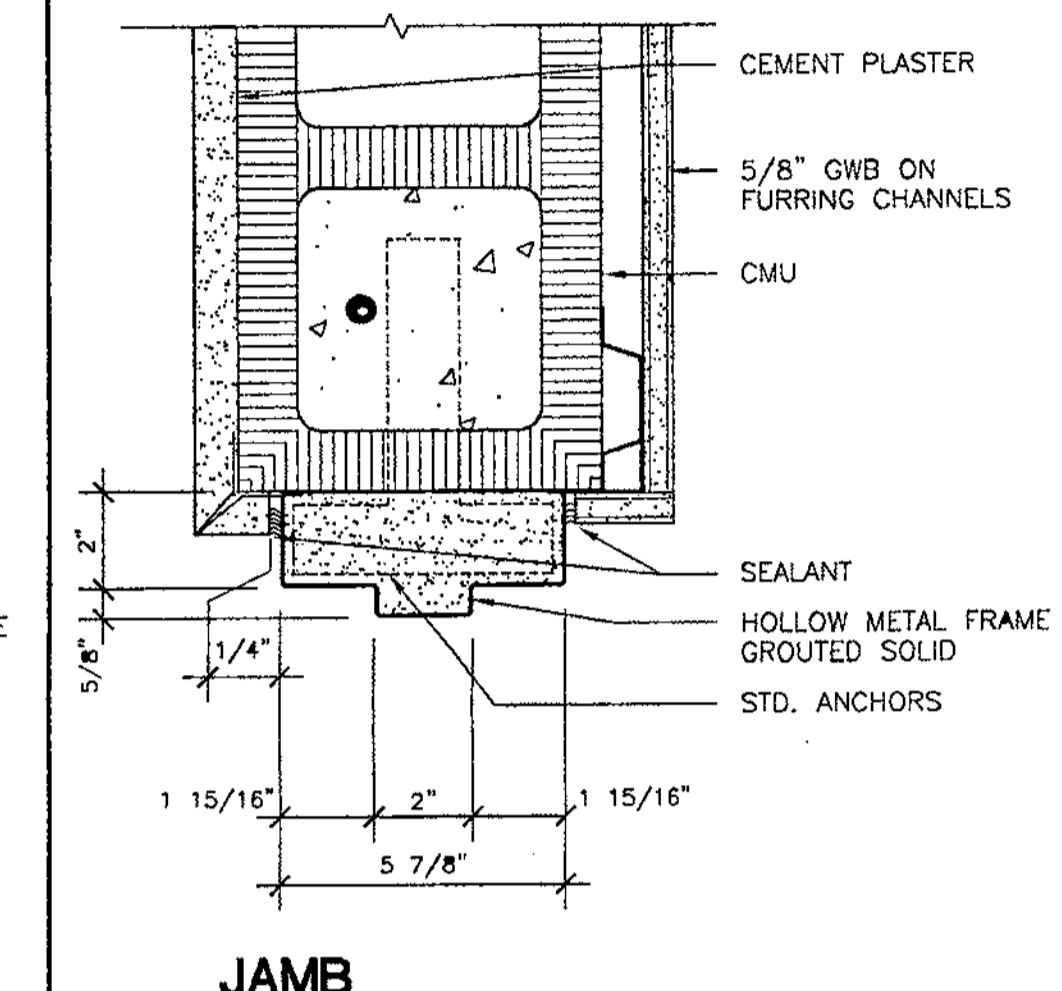 CEMENT PLASTER
5/8" GWB ON
FURRING CHANNELS
CMU
2"
SEALANT
HOLLOW METAL FRAME
GROUTED SOLID
5/8"
1/4"
STD. ANCHORS
1 15/16"
2"
1 15/16"
5 7/8"
JAMB